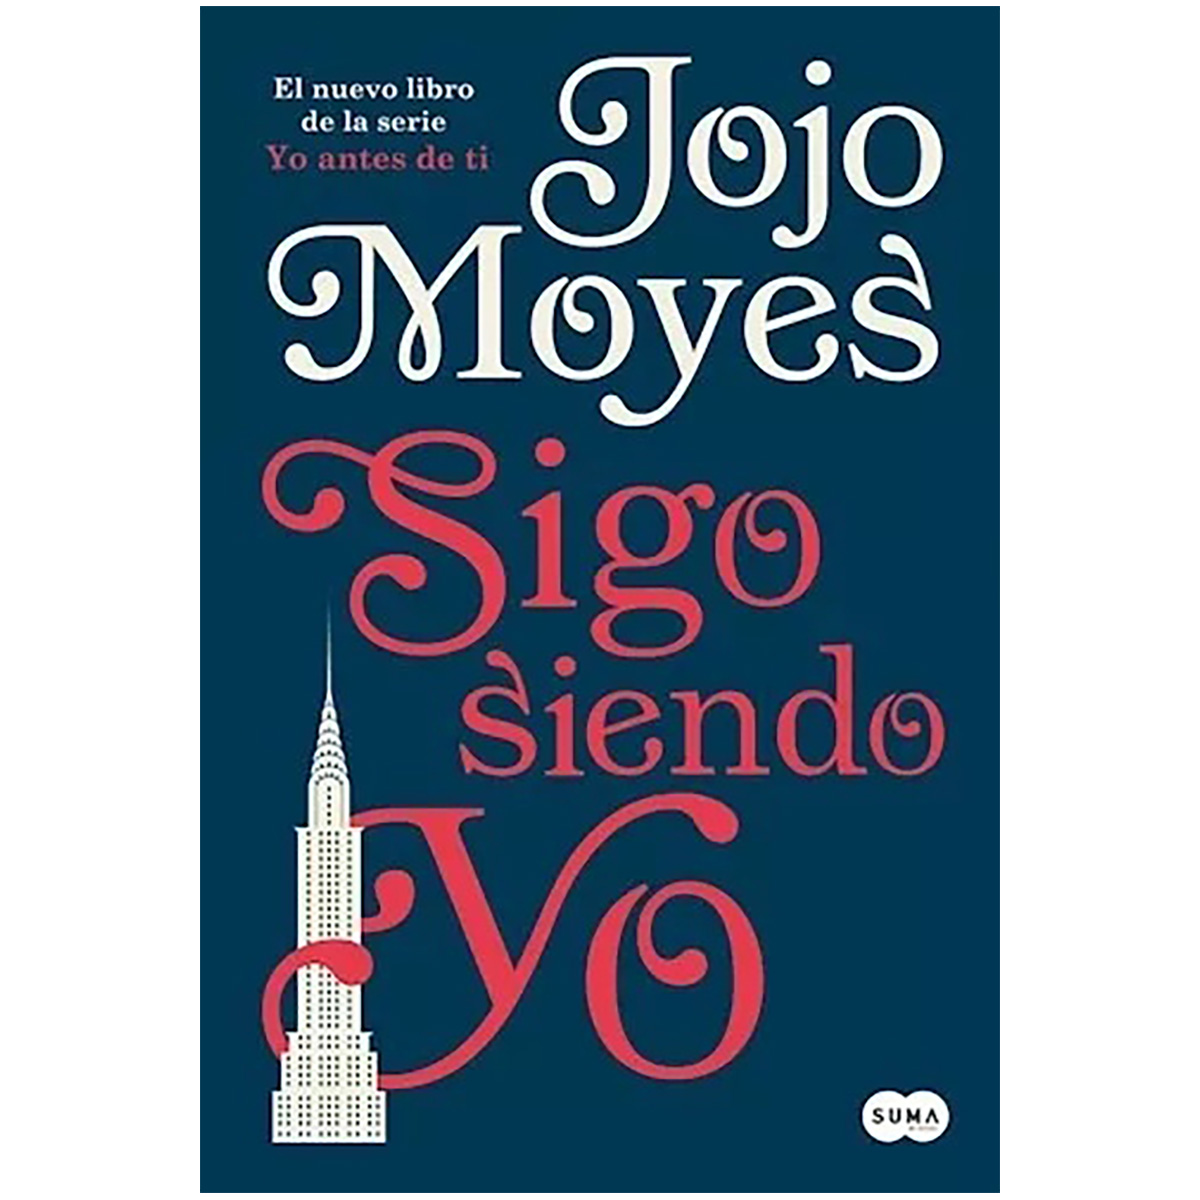 El nuevo libro
de la serie
Yo antes de ti
Jojo
Moyes
Sigo
siendo
Yo
SUMA